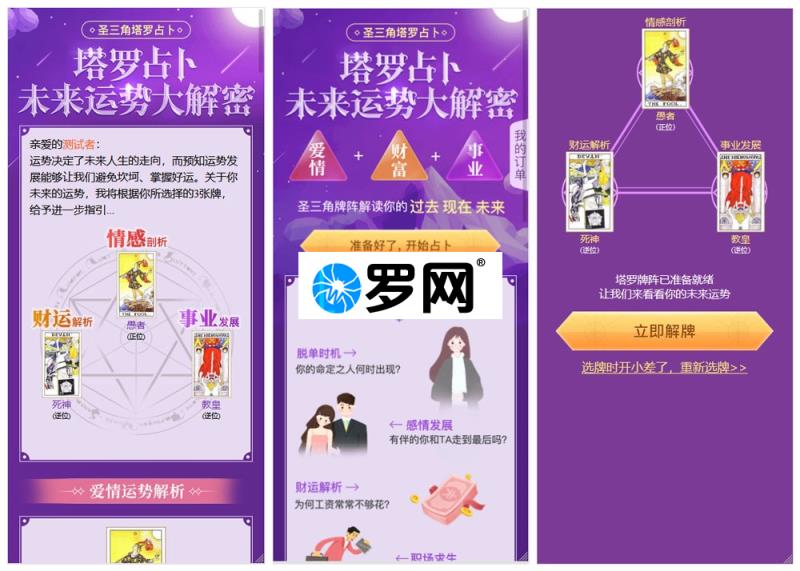 圣三角塔罗占卜
塔罗占卜
未来运势大解密
亲爱的测试者：
运势决定了未来人生的走向，而预知运势发
展能够让我们避免坎坷、掌握好运。关于你
未来的运势，我将根据你所选择的3张牌，
给予进一步指引...
情感剖析
愚者
(正位)
财运解析
DEVAH
死神
(逆位)
事业发展
教皇
(逆位)
爱情运势解析
圣三角塔罗占卜
塔罗占卜
未来运势大解密
爱情
+
财富
+
事业
我的订单
圣三角牌阵解读你的 过去 现在 未来
准备好了，开始占卜
罗网®
脱单时机
你的命定之人何时出现?
感情发展
有伴的你和TA走到最后吗?
财运解析
为何工资常常不够花?
职场求生
情感剖析
THE FOOL.
愚者
(正位)
财运解析
DEVAH
死神
(逆位)
事业发展
教皇
(逆位)
塔罗牌阵已准备就绪
让我们来看看你的未来运势
立即解牌
选牌时开小差了，重新选牌>>